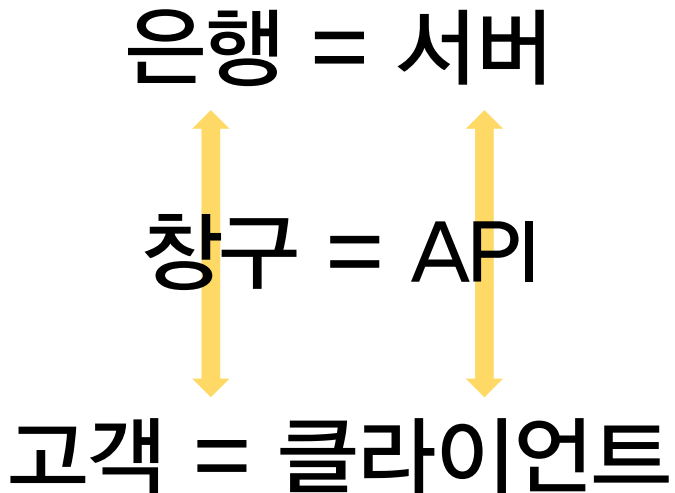 은행 = 서버
창구 = API
고객 = 클라이언트